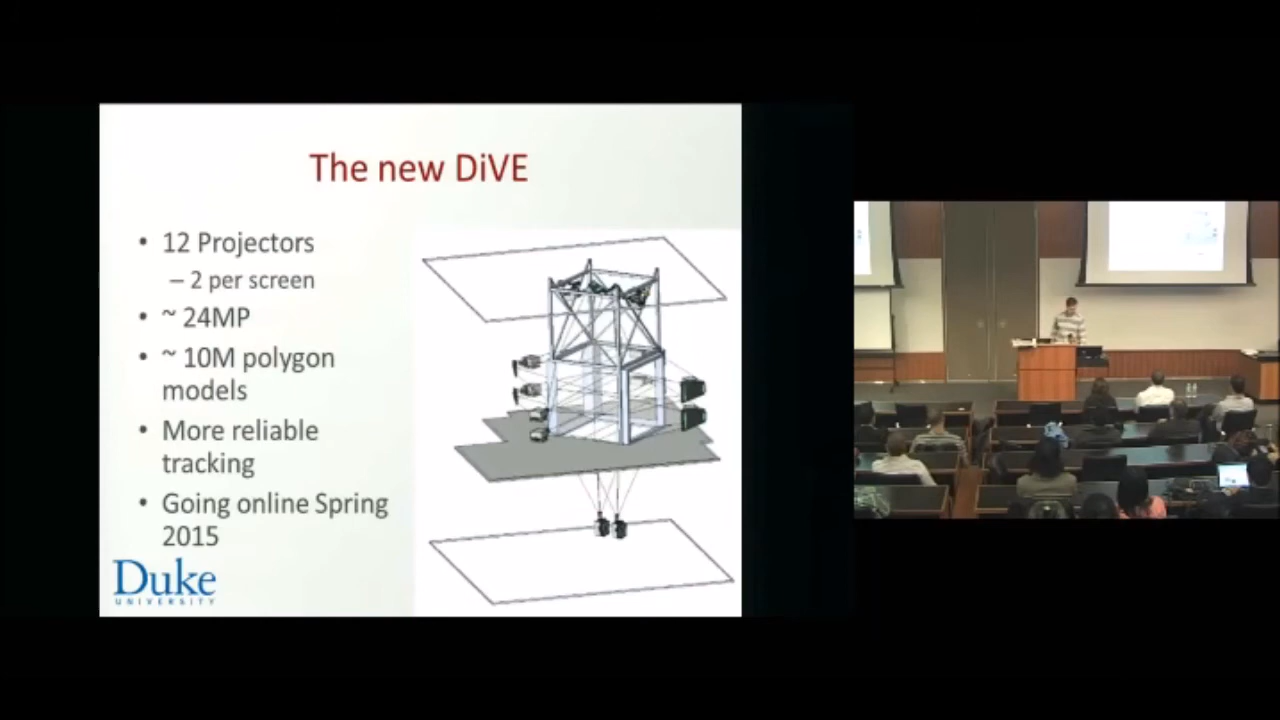 The new DiVE
• 12 Projectors
– 2 per screen
• ~ 24MP
• ~ 10M polygon
models
• More reliable
tracking
• Going online Spring
2015
Duke
UNIVERSITY